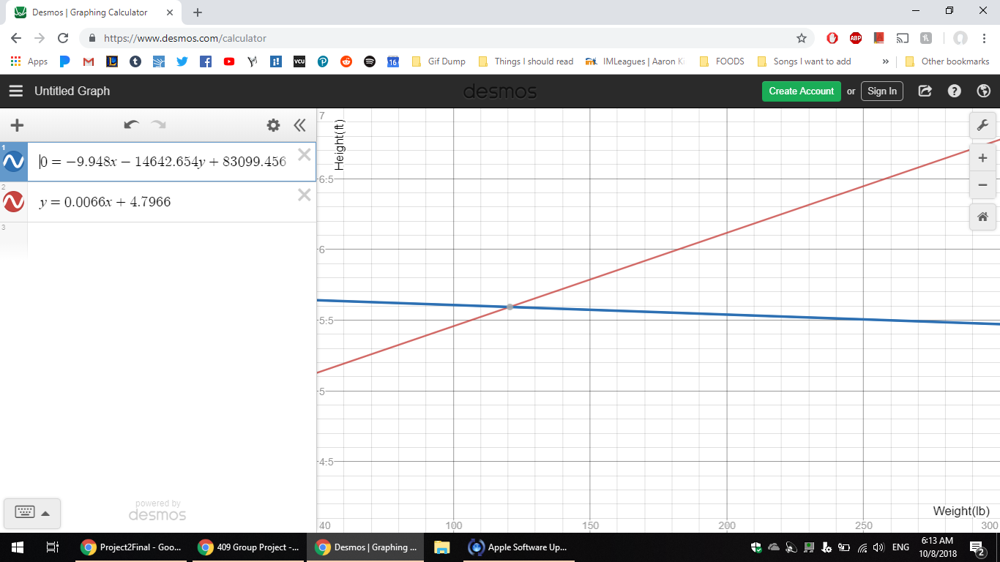 Desmos | Graphing Calculator
https://www.desmos.com/calculator
ABP
Apps
VCU
16
Gif Dump
Things I should read
IMLeagues | Aaron Ki
FOODS
Songs I want to add
»
Other bookmarks
Untitled Graph
desmos
Create Account
or
Sign In
1
0 = −9.948x − 14642.654y + 83099.456
2
y = 0.0066x + 4.7966
3
powered by
desmos
Height(ft)
7
6.5
6
5.5
5
4.5
Weight(lb)
40
100
150
200
250
300
Project2Final - Goo...
409 Group Project -...
Desmos | Graphing ...
Apple Software Up...
ENG
6:13 AM
10/8/2018
2